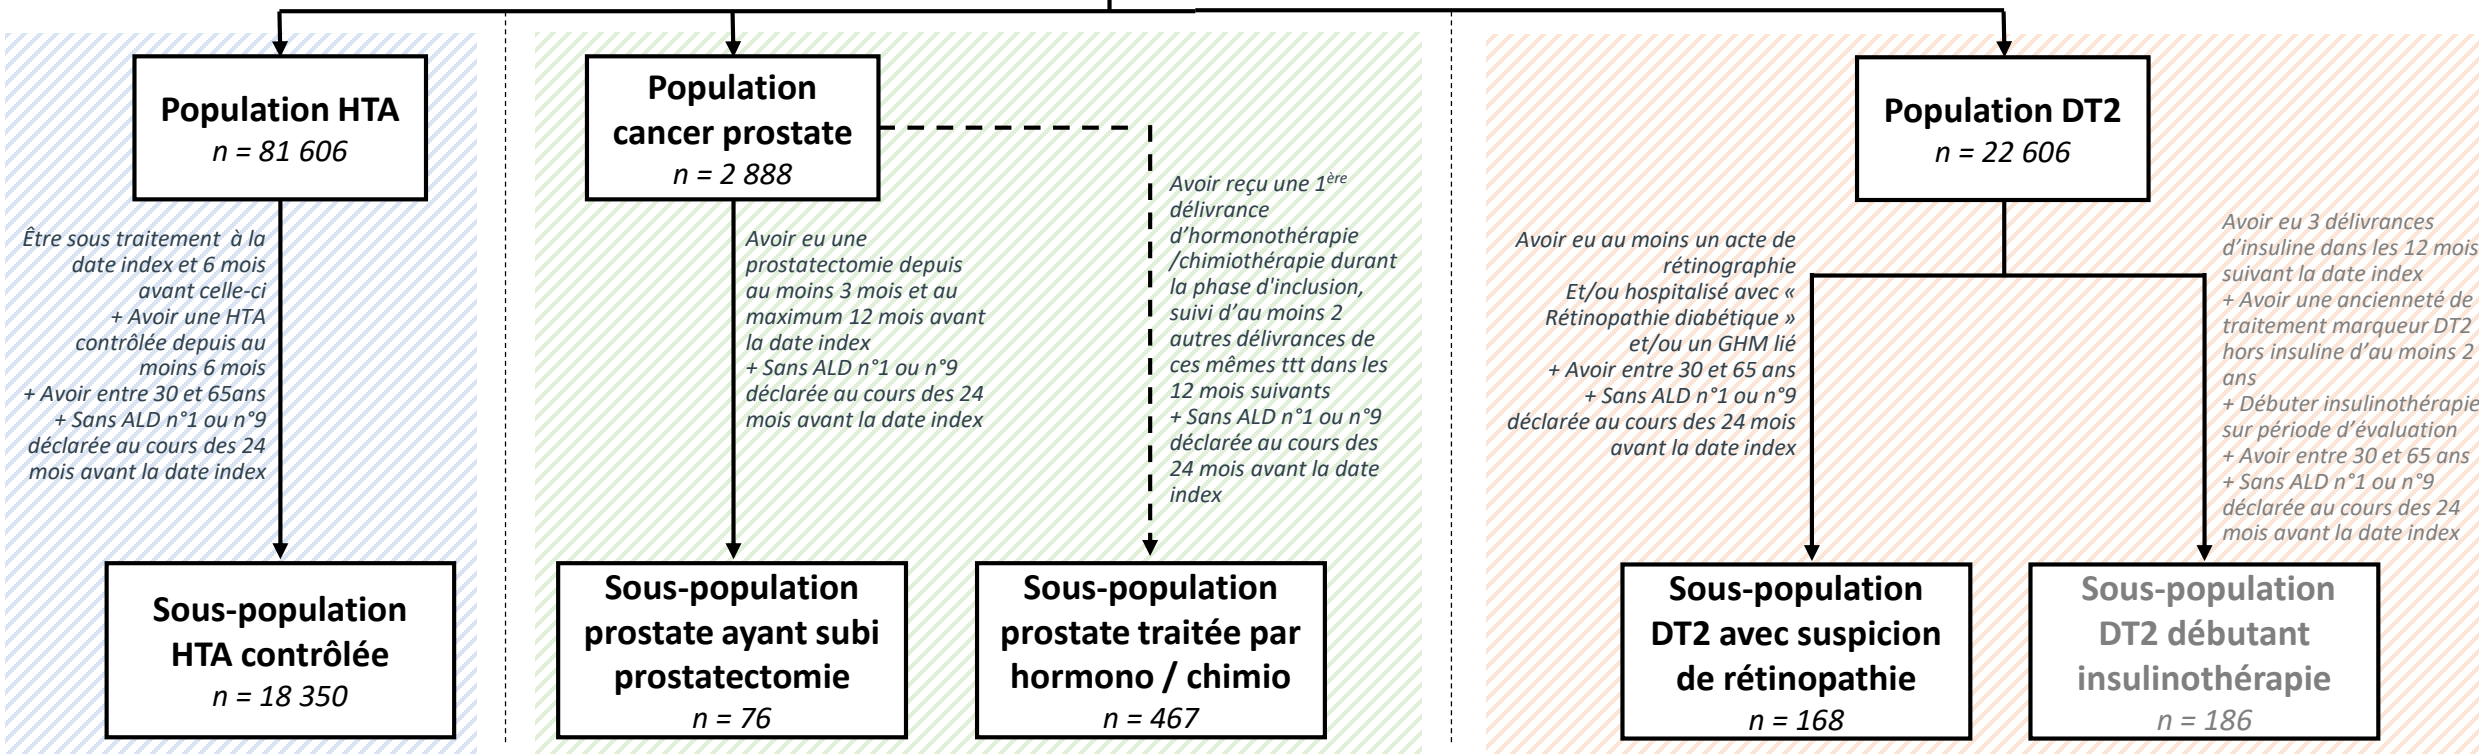 Population HTA
n = 81 606
Être sous traitement à la
date index et 6 mois
avant celle-ci
+ Avoir une HTA
contrôlée depuis au
moins 6 mois
+ Avoir entre 30 et 65ans
+ Sans ALD n°1 ou n°9
déclarée au cours des 24
mois avant la date index
Sous-population
HTA contrôlée
n = 18 350
Population
cancer prostate
n = 2 888
Avoir eu une
prostatectomie depuis
au moins 3 mois et au
maximum 12 mois avant
la date index
+ Sans ALD n°1 ou n°9
déclarée au cours des 24
mois avant la date index
Avoir reçu une 1ère
délivrance
d’hormonothérapie
/chimiothérapie durant
la phase d'inclusion,
suivi d’au moins 2
autres délivrances de
ces mêmes ttt dans les
12 mois suivants
+ Sans ALD n°1 ou n°9
déclarée au cours des
24 mois avant la date
index
Sous-population
prostate ayant subi
prostatectomie
n = 76
Sous-population
prostate traitée par
hormono / chimio
n = 467
Population DT2
n = 22 606
Avoir eu au moins un acte de
rétinographie
Et/ou hospitalisé avec «
Rétinopathie diabétique »
et/ou un GHM lié
+ Avoir entre 30 et 65 ans
+ Sans ALD n°1 ou n°9
déclarée au cours des 24 mois
avant la date index
Avoir eu 3 délivrances
d’insuline dans les 12 mois
suivant la date index
+ Avoir une ancienneté de
traitement marqueur DT2
hors insuline d’au moins 2
ans
+ Débuter insulinothérapie
sur période d’évaluation
+ Avoir entre 30 et 65 ans
+ Sans ALD n°1 ou n°9
déclarée au cours des 24
mois avant la date index
Sous-population
DT2 avec suspicion
de rétinopathie
n = 168
Sous-population
DT2 débutant
insulinothérapie
n = 186